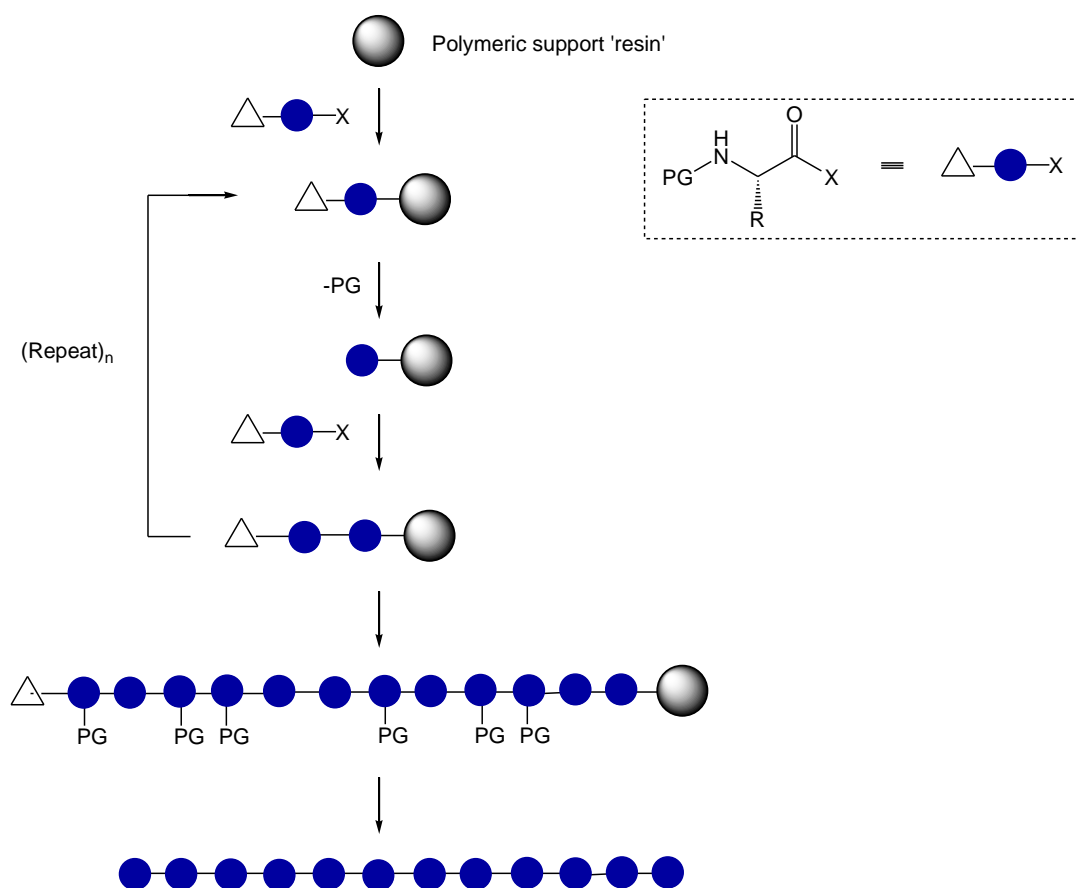 Polymeric support 'resin'
X
O
H
N
PG
X
R
X
-PG
(Repeat)n
X
PG PG PG PG PG PG